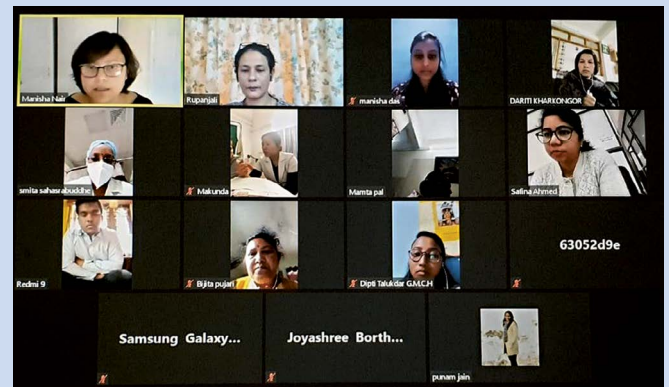 Manisha Nair
Rupanjali
manisha das
DARITI KHARKONGOR
smita sahasrabuddhe
Makunda
Mamta pal
Salina Ahmed
Redmi 9
Bijita pujari
Dipti Talukdar G.M.C.H
63052d9e
Samsung Galaxy...
Joyashree Borth...
punam jain